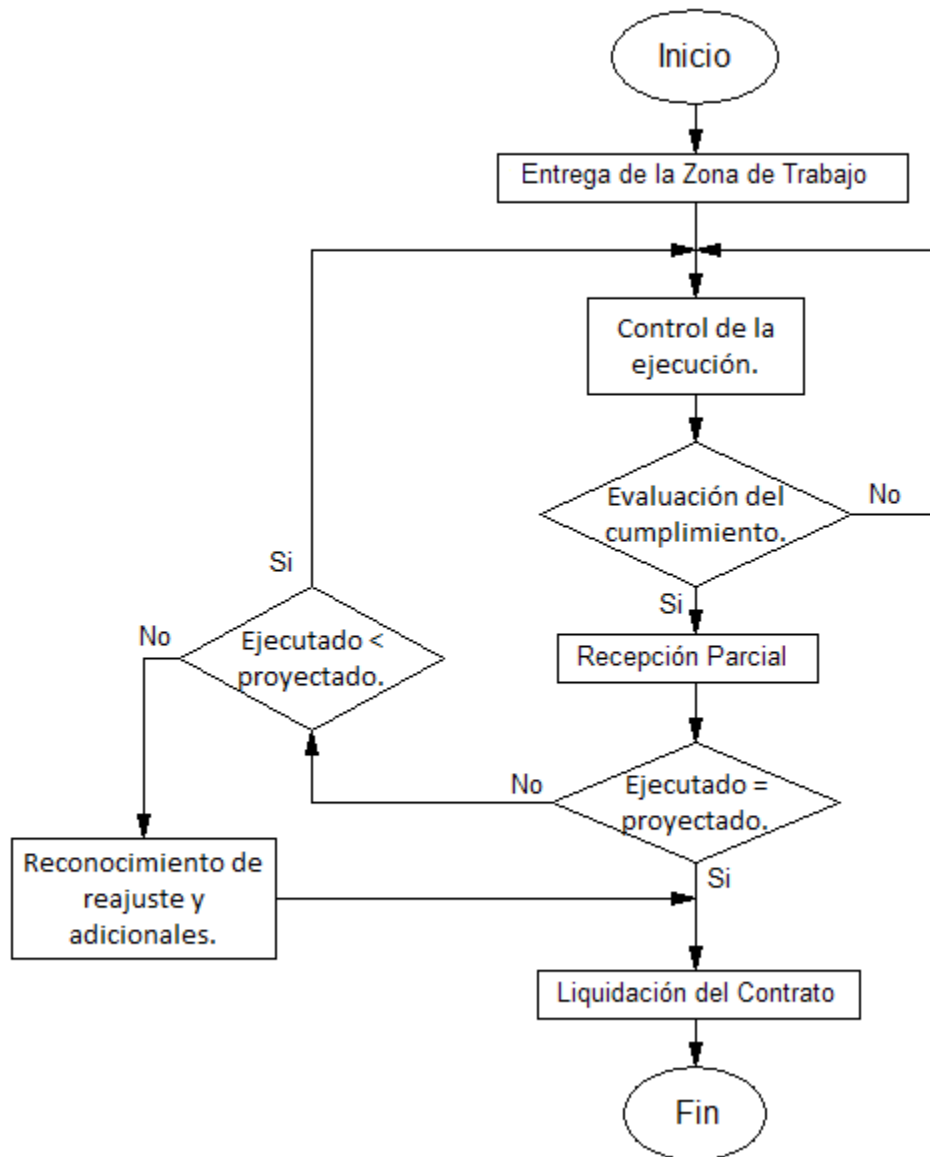 Inicio
Entrega de la Zona de Trabajo
Control de la
ejecución.
Evaluación del
cumplimiento.
No
Si
Si
Recepción Parcial
No
Ejecutado <
proyectado.
Ejecutado =
proyectado.
No
Si
Reconocimiento de
reajuste y
adicionales.
Liquidación del Contrato
Fin